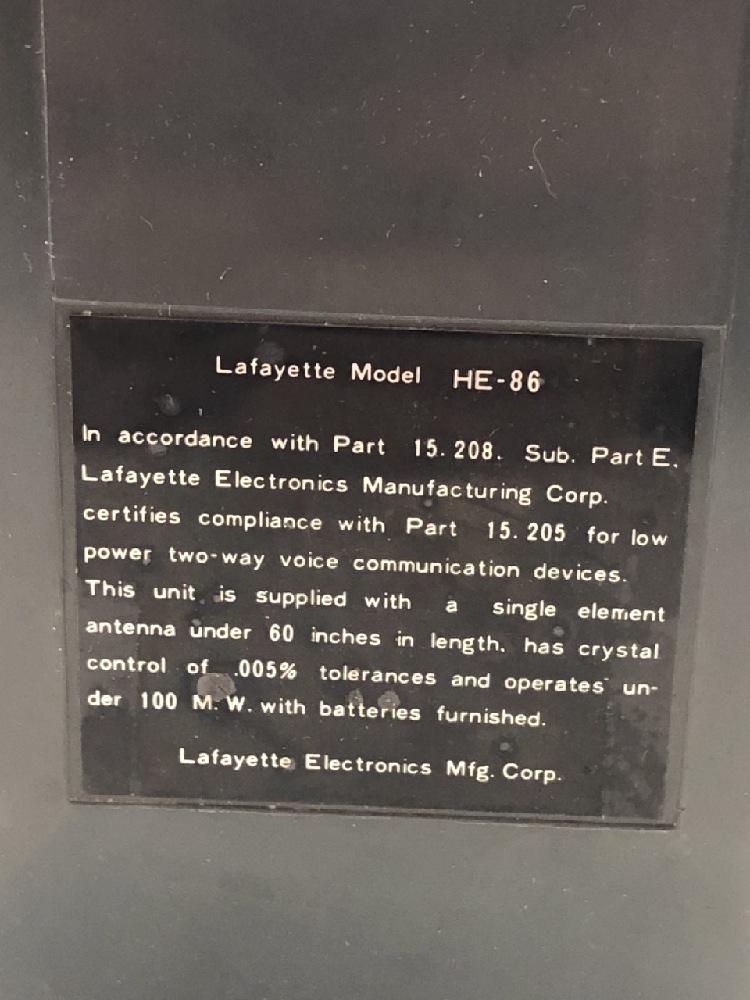 Lafayette Model HE-86
In accordance with Part 15.208. Sub. Part E.
Lafayette Electronics Manufacturing Corp.
certifies compliance with Part 15.205 for low
power two-way voice communication devices.
This unit is supplied with a single element
antenna under 60 inches in length. has crystal
control of .005% tolerances and operates un-
der 100 M.W. with batteries furnished.
Lafayette Electronics Mfg. Corp.